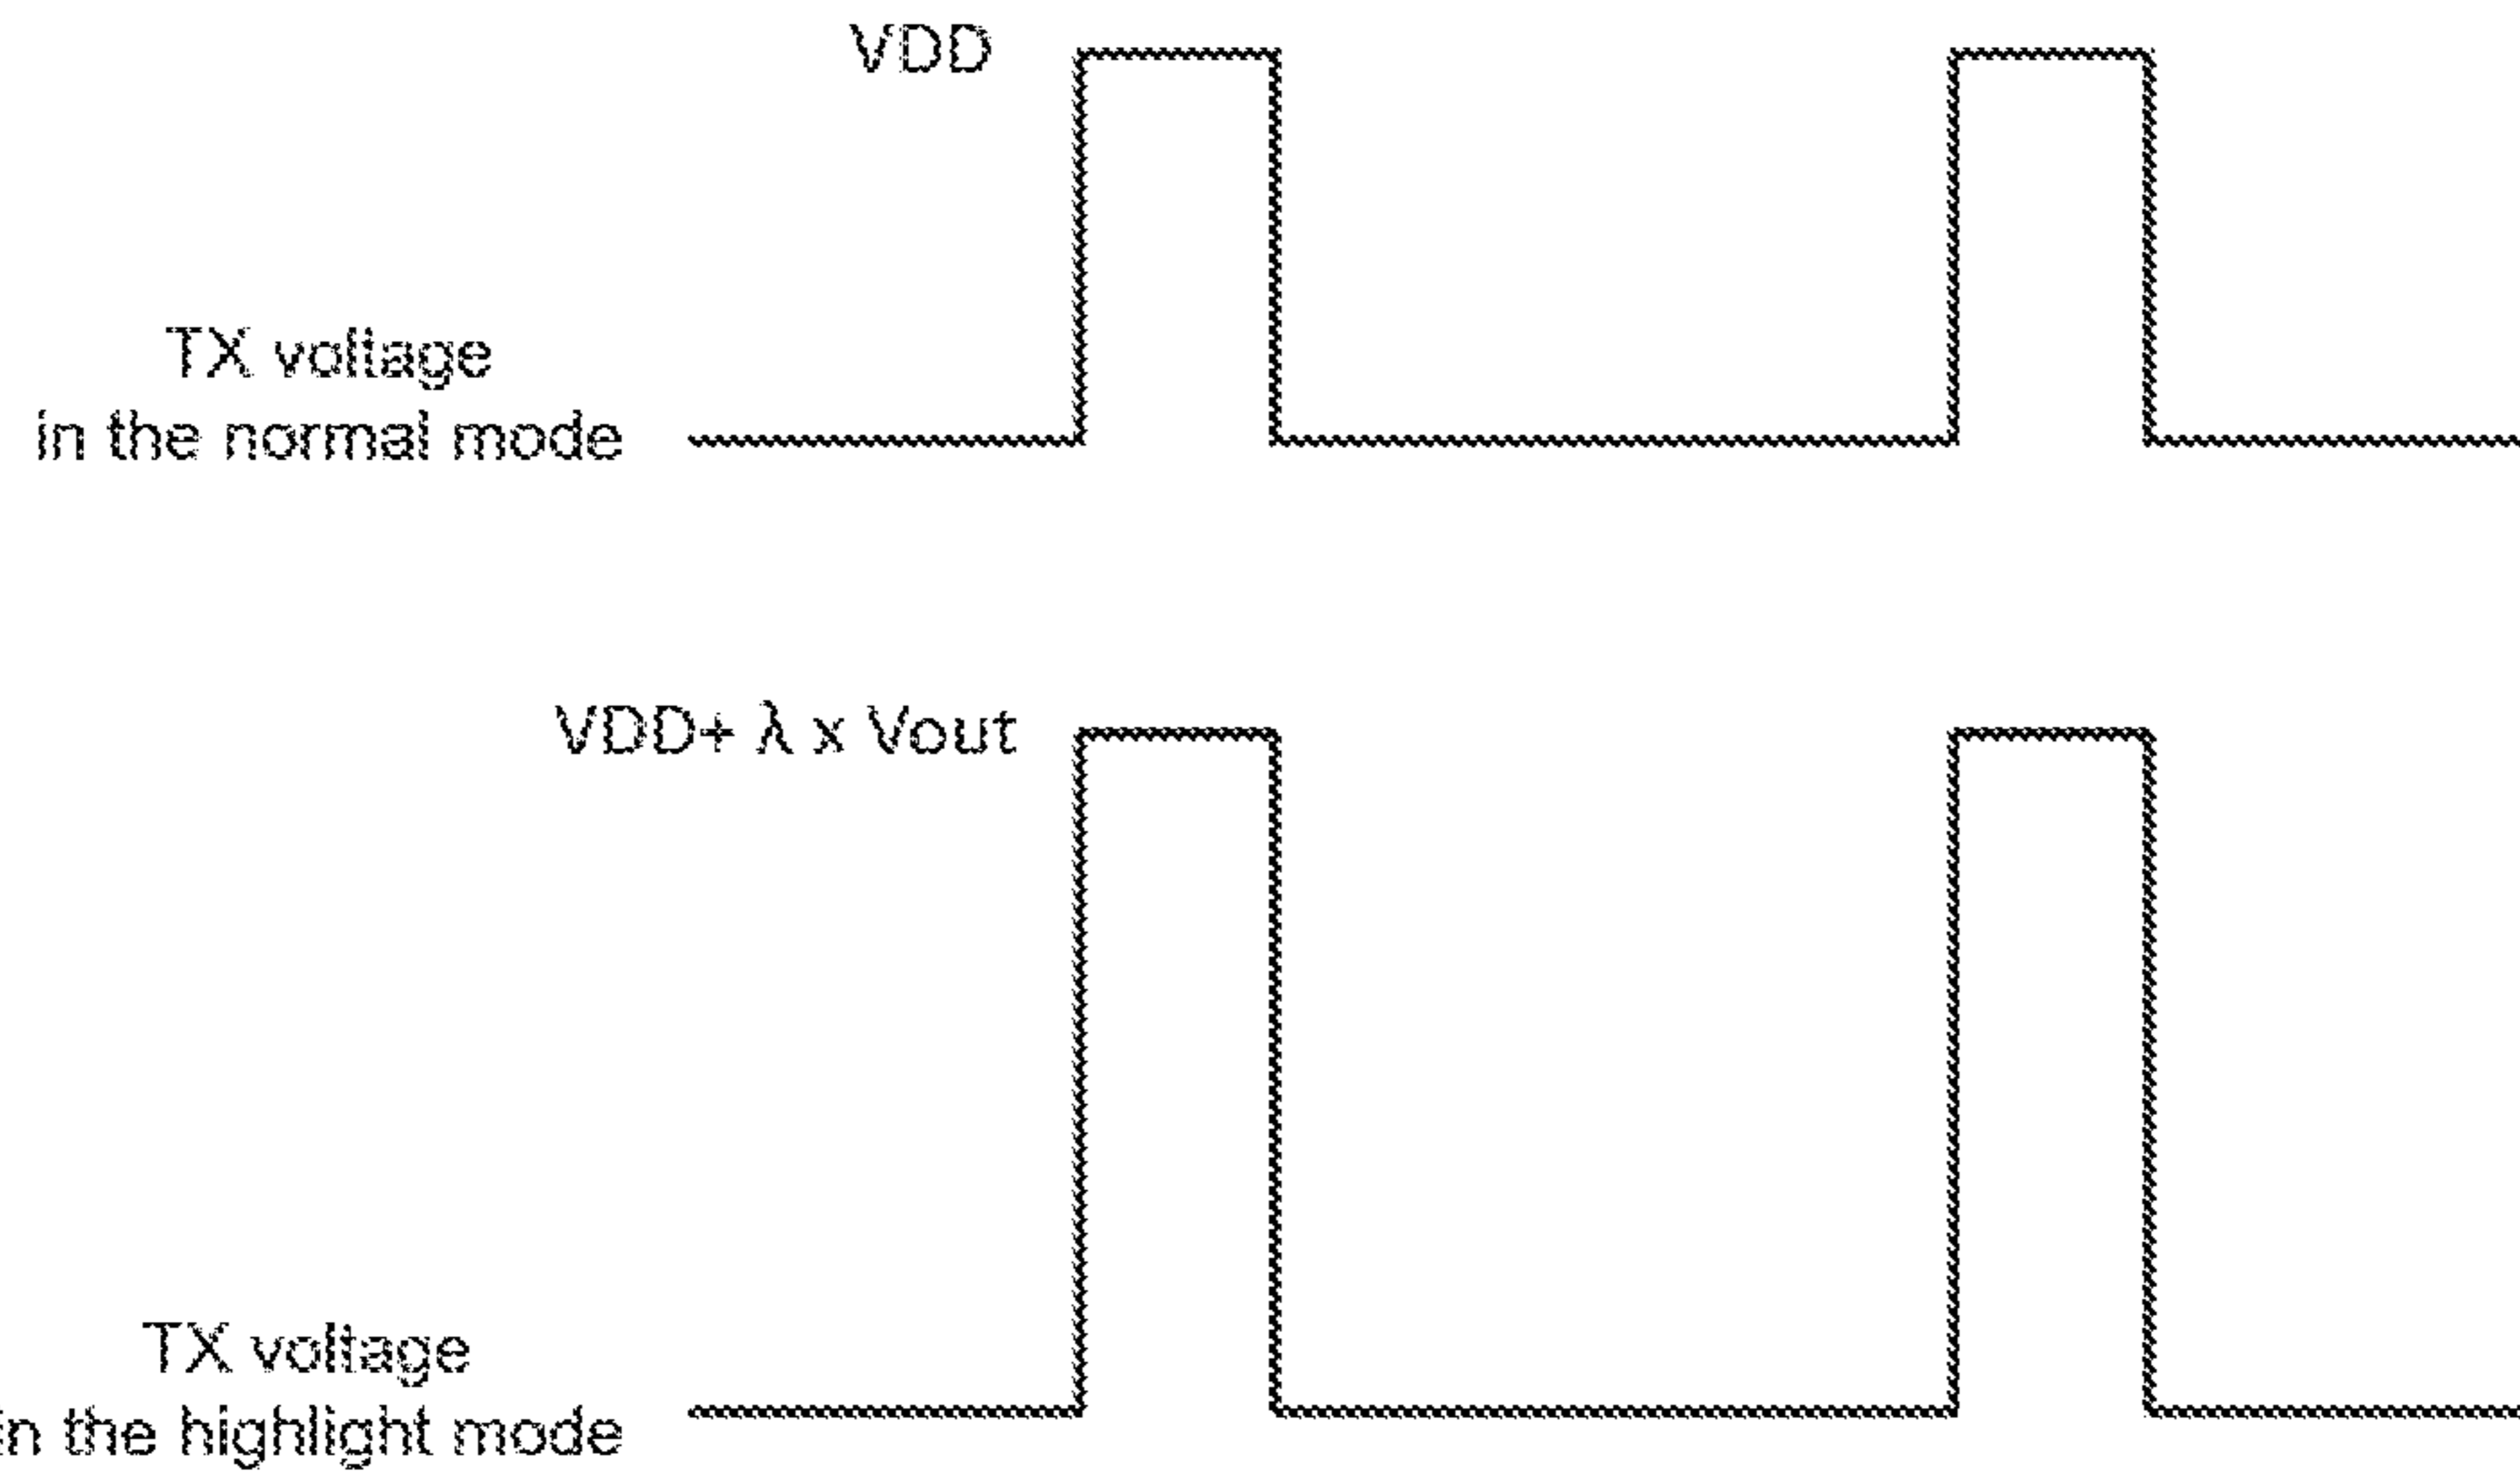 VDD
TX voltage
in the normal mode
VDD+ λ x Vout
TX voltage
in the highlight mode